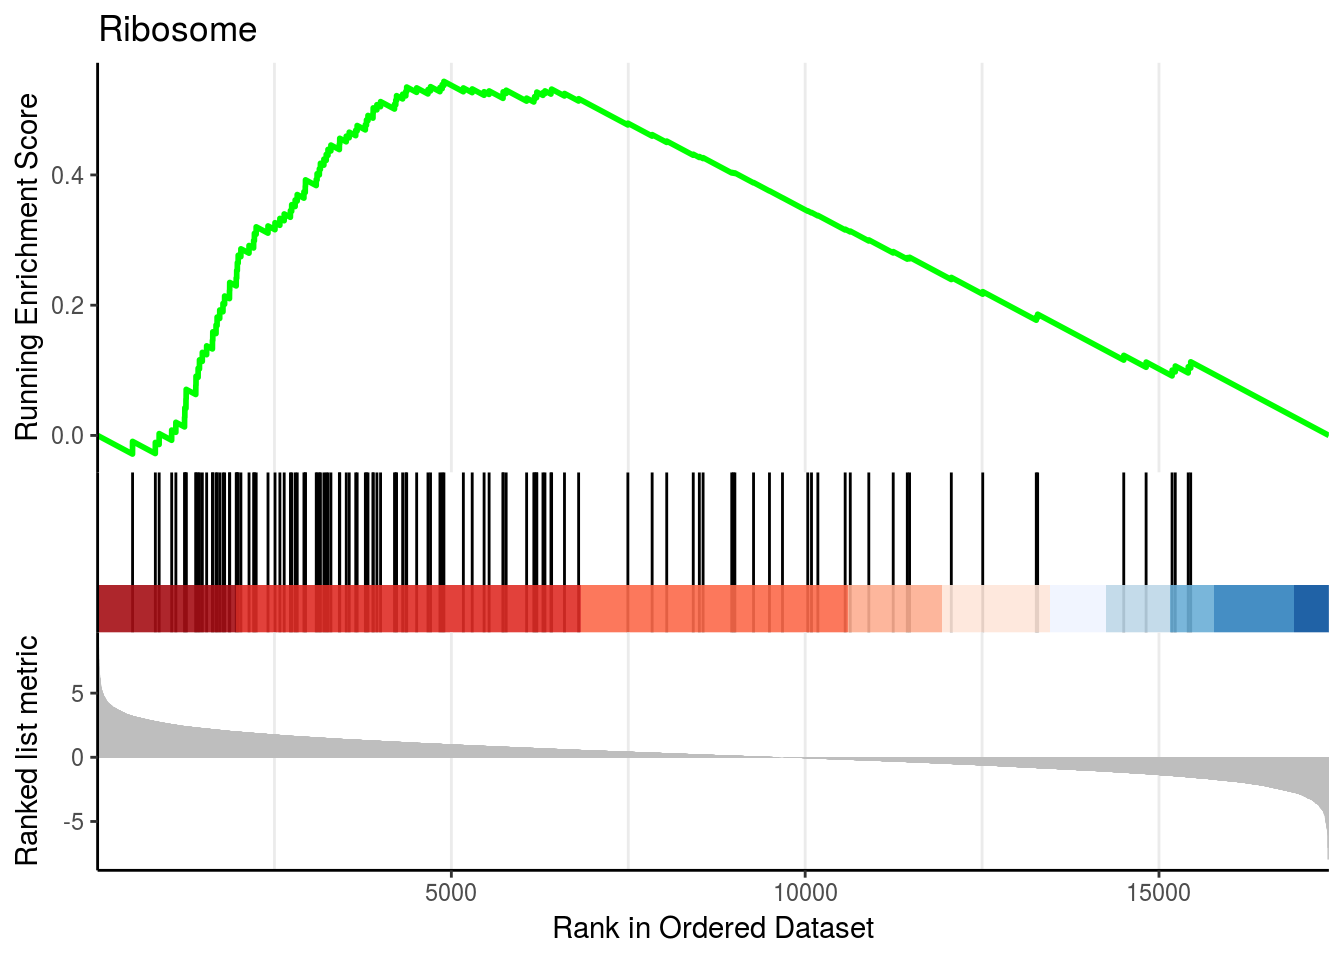 Ribosome
Running Enrichment Score
0.4
0.2
0.0
Ranked list metric
5
0
-5
5000 10000 15000
Rank in Ordered Dataset